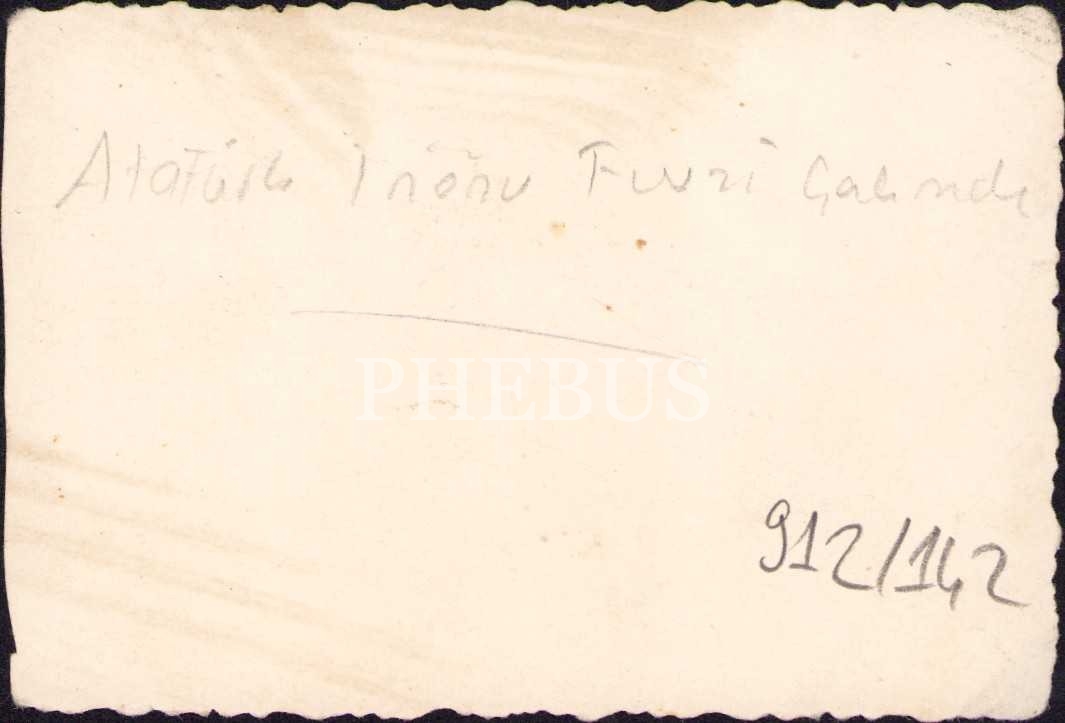 Atatürk İnönü Fevzi Çakmak
PHEBUS
912/142